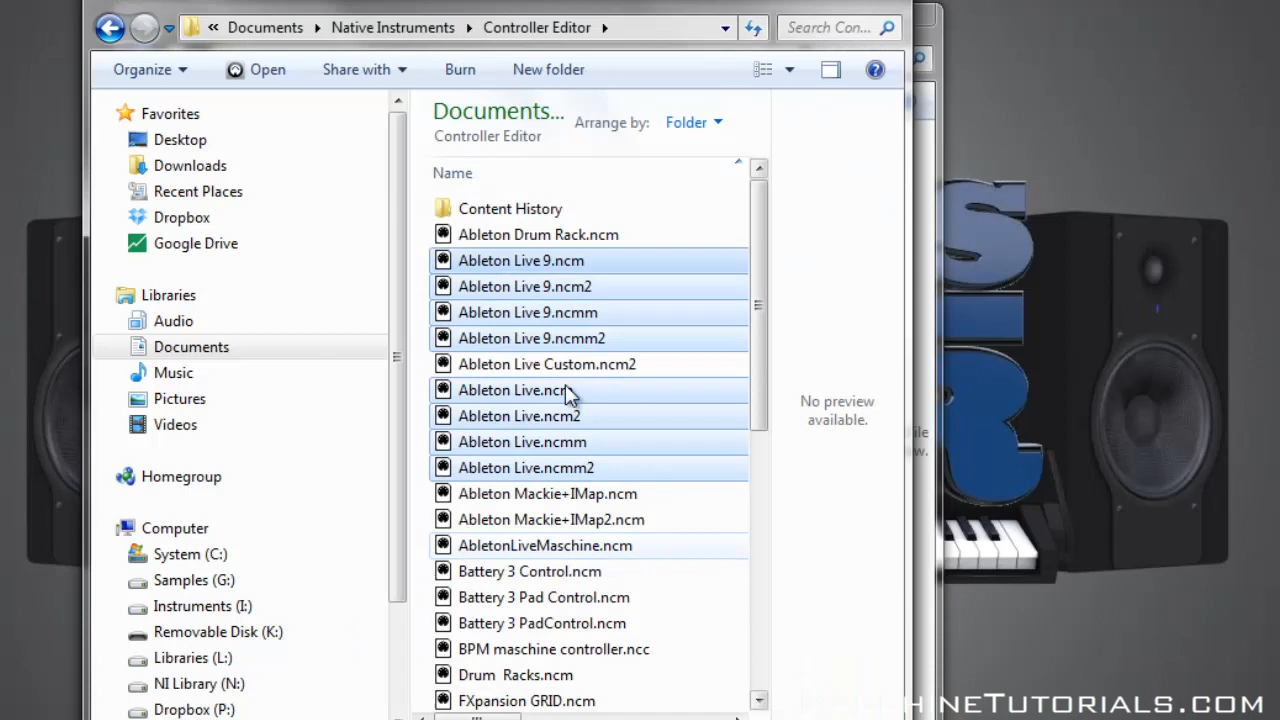 « Documents Native Instruments Controller Editor Search Con...
Organize Open Share with Burn New folder
Favorites
Desktop
Downloads
Recent Places
Dropbox
Google Drive
Libraries
Audio
Documents
Music
Pictures
Videos
Homegroup
Computer
System (C:)
Samples (G:)
Instruments (I:)
Removable Disk (K:)
Libraries (L:)
NI Library (N:)
Dropbox (P:)
Documents...
Controller Editor
Arrange by: Folder
Name
Content History
Ableton Drum Rack.ncm
Ableton Live 9.ncm
Ableton Live 9.ncm2
Ableton Live 9.ncmm
Ableton Live 9.ncmm2
Ableton Live Custom.ncm2
Ableton Live.ncm
Ableton Live.ncm2
Ableton Live.ncmm
Ableton Live.ncmm2
Ableton Mackie+IMap.ncm
Ableton Mackie+IMap2.ncm
AbletonLiveMaschine.ncm
Battery 3 Control.ncm
Battery 3 Pad Control.ncm
Battery 3 PadControl.ncm
BPM maschine controller.ncc
Drum  Racks.ncm
FXpansion GRID.ncm
No preview
available.
S
R
HINETUTORIALS.COM